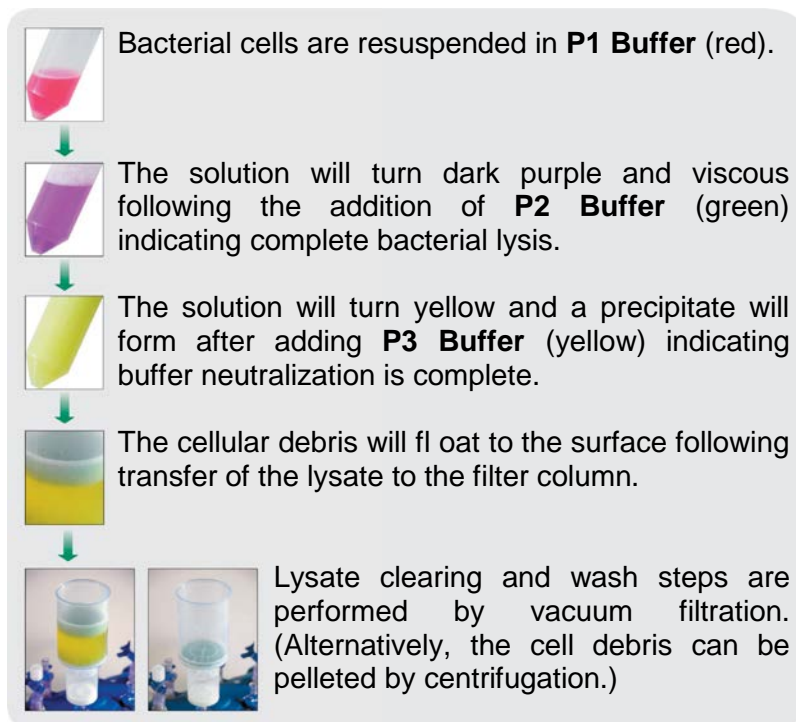 Bacterial cells are resuspended in P1 Buffer (red).
The solution will turn dark purple and viscous
following the addition of P2 Buffer (green)
indicating complete bacterial lysis.
The solution will turn yellow and a precipitate will
form after adding P3 Buffer (yellow) indicating
buffer neutralization is complete.
The cellular debris will fl oat to the surface following
transfer of the lysate to the filter column.
Lysate clearing and wash steps are
performed by vacuum filtration.
(Alternatively, the cell debris can be
pelleted by centrifugation.)